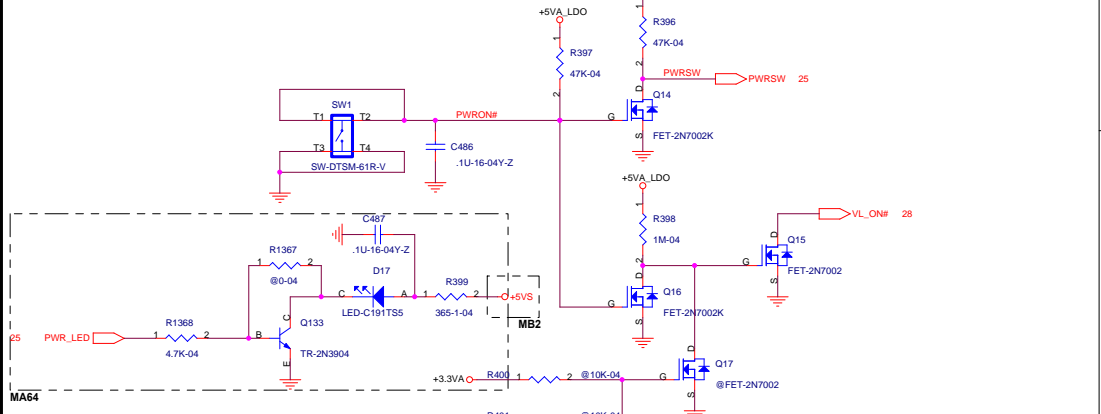 +5VA_LDO
1
R396
47K-04
2
1
R397
47K-04
2
PWRSW
PWRSW 25
D
Q14
G
S
FET-2N7002K
SW1
T1 T2
T3 T4
SW-DTSM-61R-V
PWRON#
C486
.1U-16-04Y-Z
+5VA_LDO
1
R398
1M-04
2
VL_ON# 28
D
Q15
G
S
FET-2N7002
D
Q16
G
S
FET-2N7002K
C487
.1U-16-04Y-Z
R1367
1 2
@0-04
D17
C A
LED-C191TS5
R399
1 2
365-1-04
+5VS
MB2
25 PWR_LED
R1368
1 2
4.7K-04
B
C
Q133
E
TR-2N3904
MA64
+3.3VA
R400 1 2 @10K-04
D
Q17
G
S
@FET-2N7002